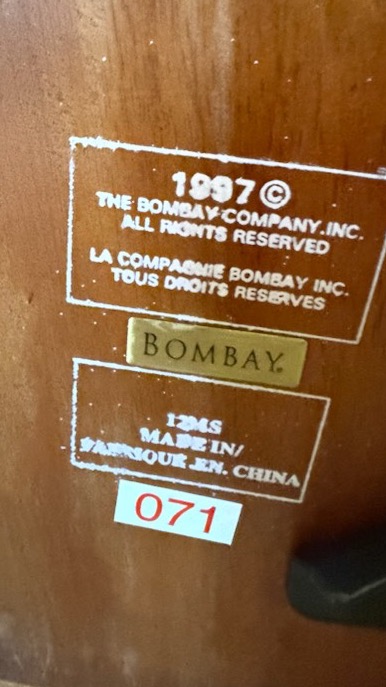 1997 ©
THE BOMBAY COMPANY, INC.
ALL RIGHTS RESERVED
LA COMPAGNIE BOMBAY INC.
TOUS DROITS RESERVES
BOMBAY®
MADE IN/
FABRIQUE EN CHINA
071